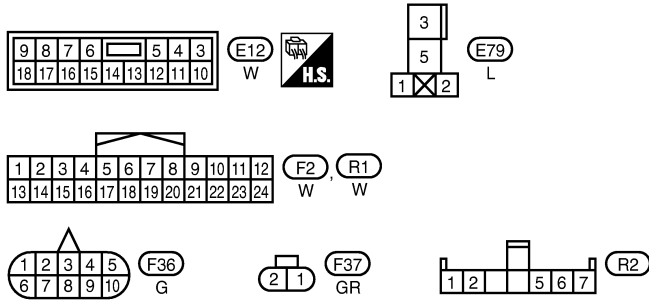 9 8 7 6 5 4 3
18 17 16 15 14 13 12 11 10
E12
W
H.S.
3
5
1 2
E79
L
1 2 3 4 5 6 7 8 9 10 11 12
13 14 15 16 17 18 19 20 21 22 23 24
F2 , R1
W W
1 2 3 4 5
6 7 8 9 10
F36
G
2 1
F37
GR
1 2 5 6 7
R2